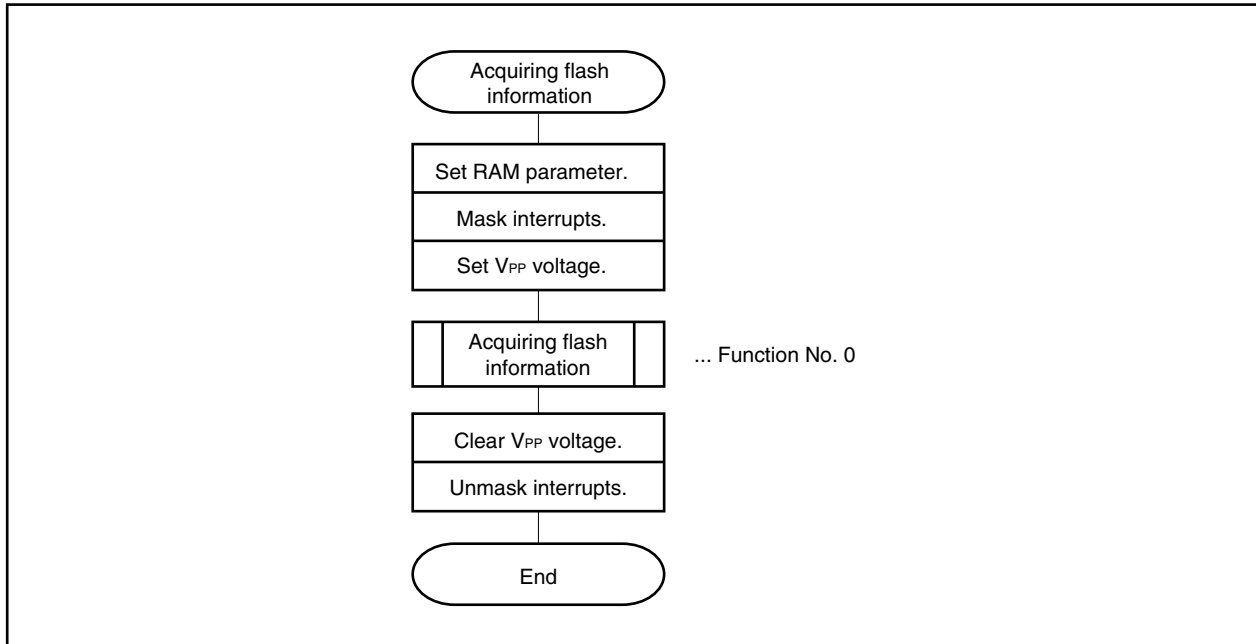 Acquiring flash
information
Set RAM parameter.
Mask interrupts.
Set VPP voltage.
Acquiring flash
information
... Function No. 0
Clear VPP voltage.
Unmask interrupts.
End